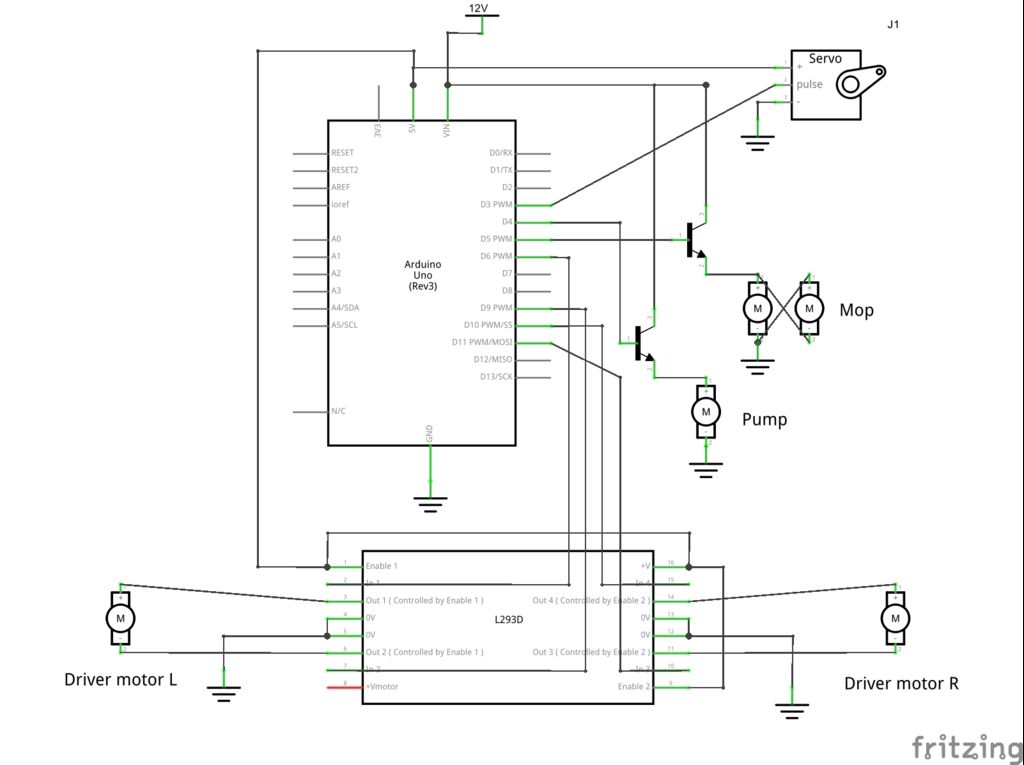 12V
J1
Servo
+
pulse
-
3V3
5V
VIN
RESET
RESET2
AREF
ioref
A0
A1
A2
A3
A4/SDA
A5/SCL
N/C
Arduino
Uno
(Rev3)
D0/RX
D1/TX
D2
D3 PWM
D4
D5 PWM
D6 PWM
D7
D8
D9 PWM
D10 PWM/SS
D11 PWM/MOSI
D12/MISO
D13/SCK
GND
1
2
3
1
2
3
M
M
Mop
M
Pump
1 Enable 1
2 In 1
3 Out 1 ( Controlled by Enable 1 )
4 0V
5 0V
6 Out 2 ( Controlled by Enable 1 )
7 In 2
8 +Vmotor
L293D
+V 16
In 4 15
Out 4 ( Controlled by Enable 2 ) 14
0V 13
0V 12
Out 3 ( Controlled by Enable 2 ) 11
In 3 10
Enable 2 9
M
Driver motor L
M
Driver motor R
fritzing